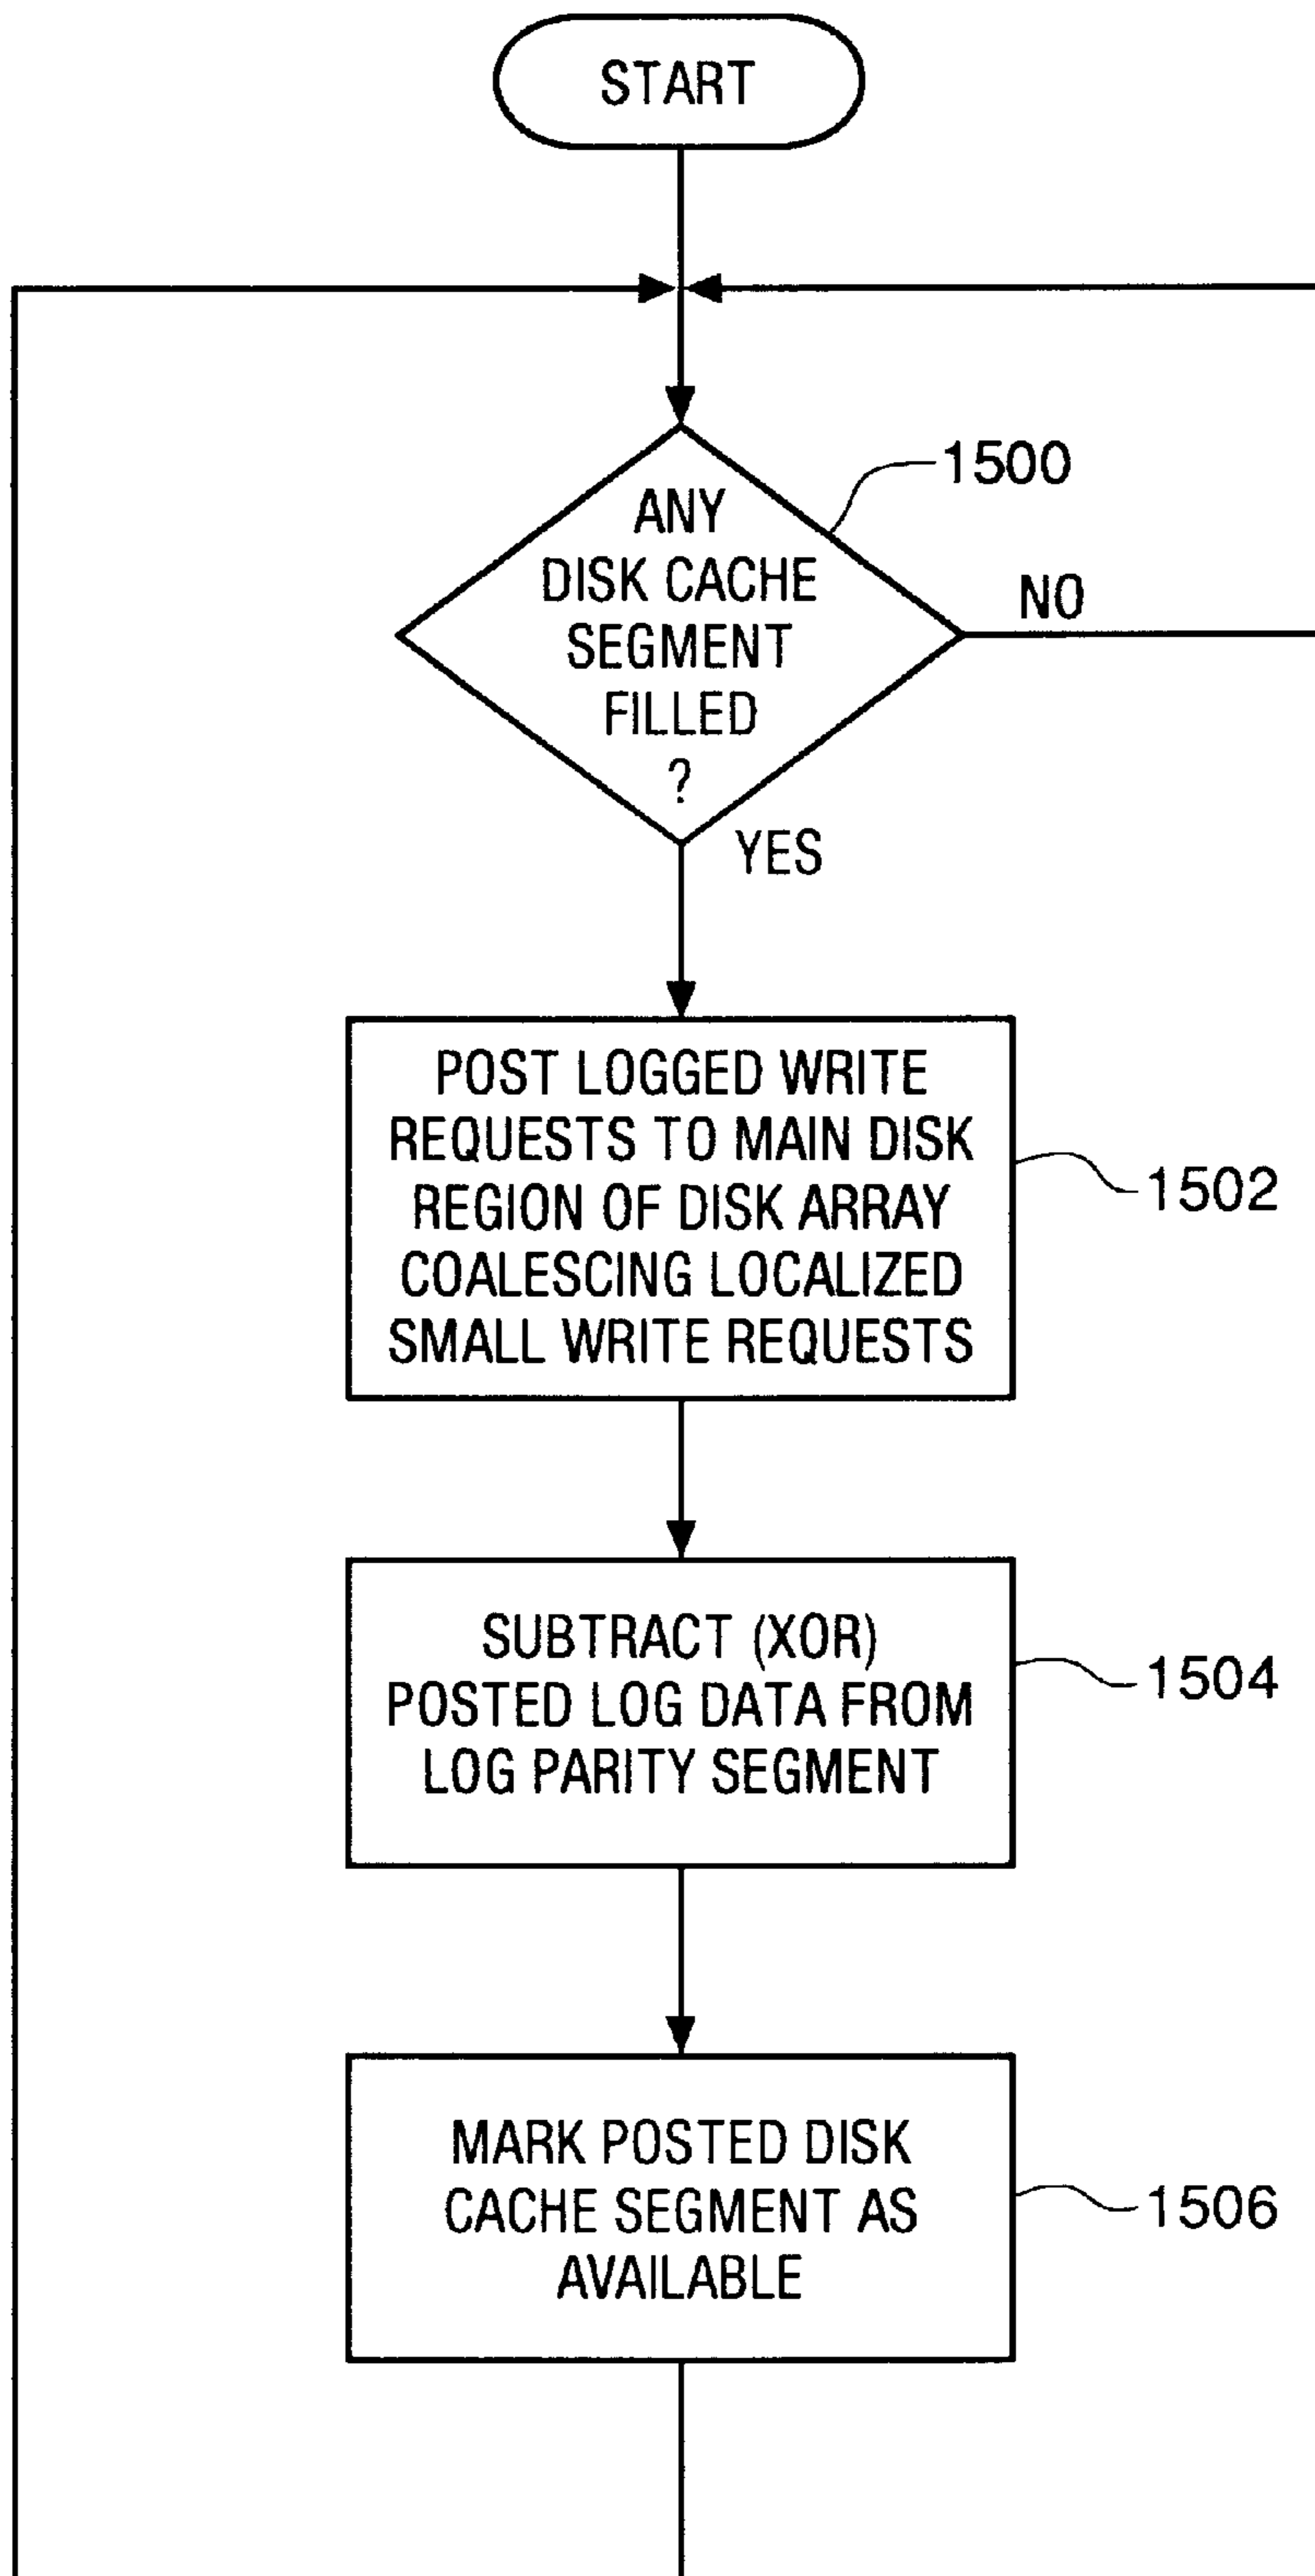 START
1500
ANY
DISK CACHE
SEGMENT
FILLED
?
NO
YES
POST LOGGED WRITE
REQUESTS TO MAIN DISK
REGION OF DISK ARRAY
COALESCING LOCALIZED
SMALL WRITE REQUESTS
1502
SUBTRACT (XOR)
POSTED LOG DATA FROM
LOG PARITY SEGMENT
1504
MARK POSTED DISK
CACHE SEGMENT AS
AVAILABLE
1506